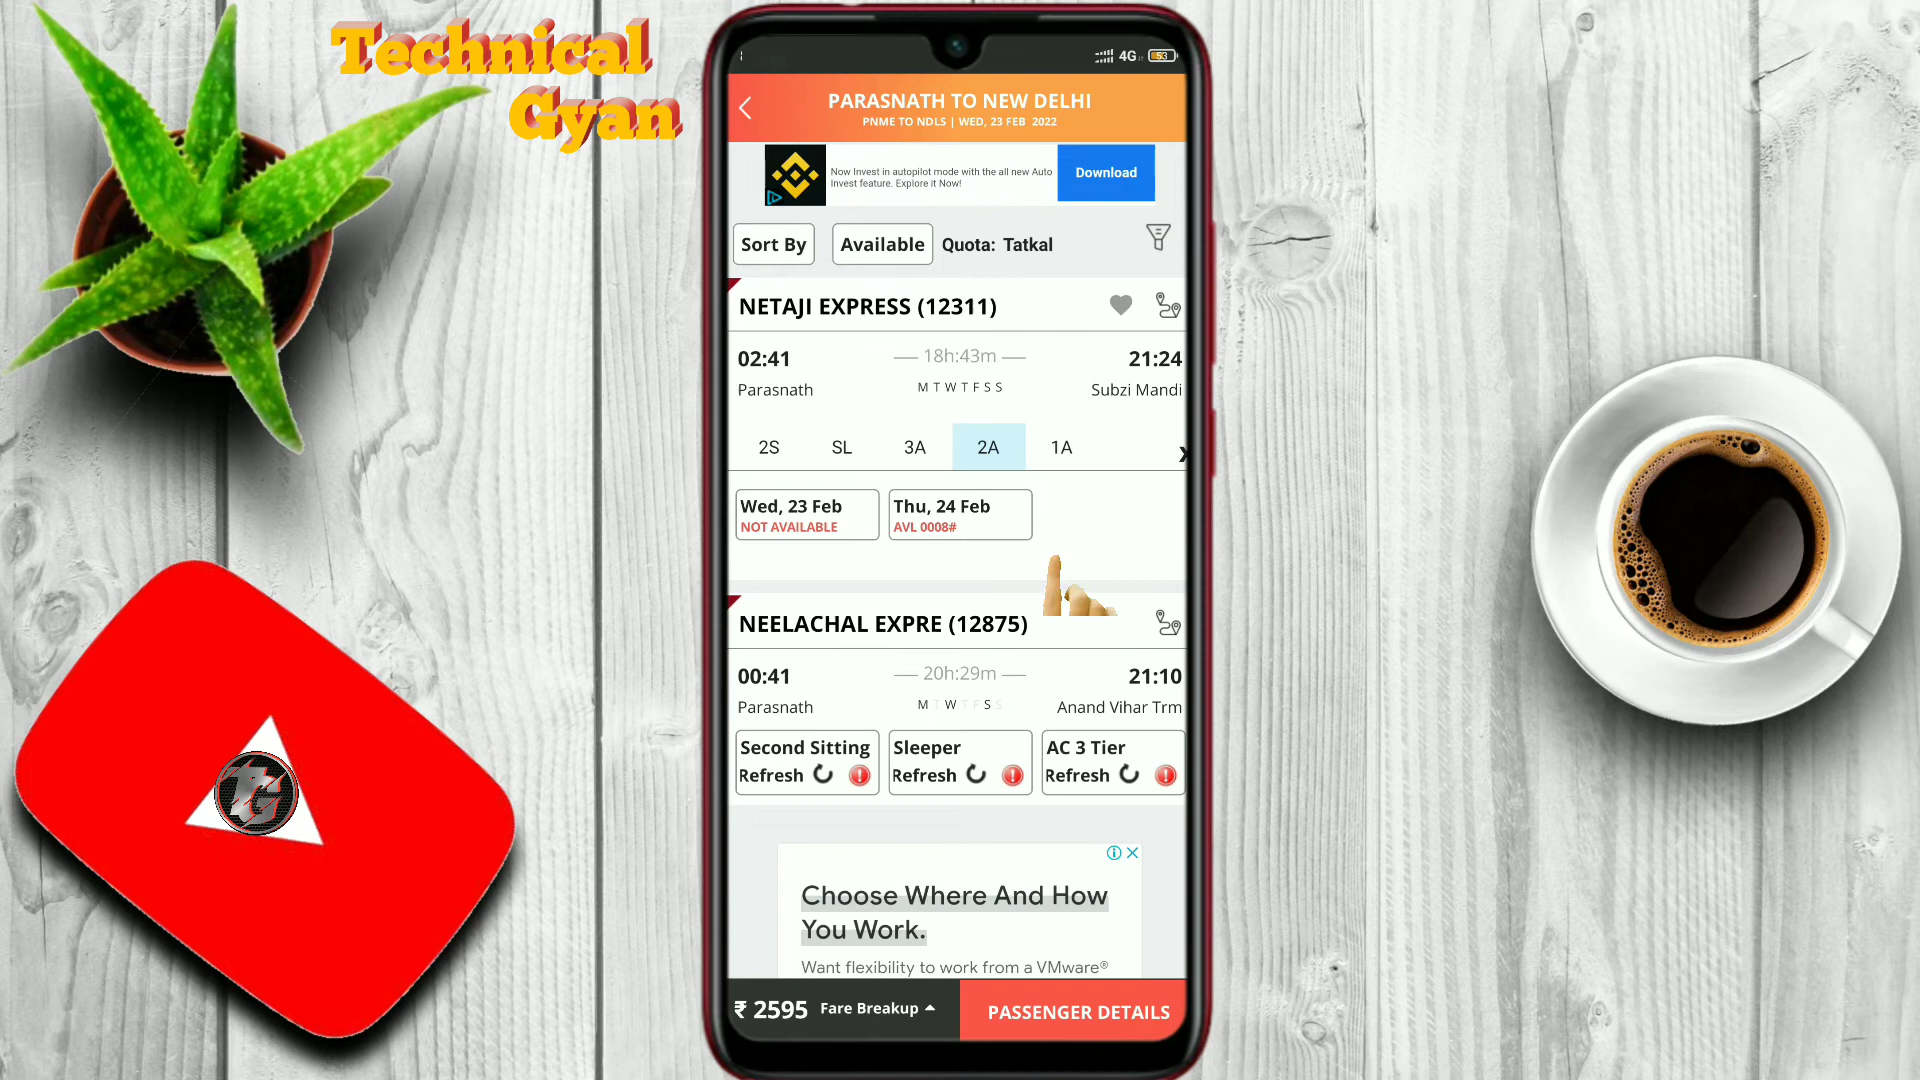 Technical
Gyan
4G
53
PARASNATH TO NEW DELHI
PNME TO NDLS | WED, 23 FEB 2022
Now Invest in autopilot mode with the all new Auto
Invest feature. Explore it Now!
Download
Sort By
Available
Quota: Tatkal
NETAJI EXPRESS (12311)
02:41
18h:43m
21:24
Parasnath
M T W T F S S
Subzi Mandi
2S
SL
3A
2A
1A
X
Wed, 23 Feb
NOT AVAILABLE
Thu, 24 Feb
AVL 0008#
NEELACHAL EXPRE (12875)
00:41
20h:29m
21:10
Parasnath
M T W T F S S
Anand Vihar Trm
Second Sitting
Refresh
Sleeper
Refresh
AC 3 Tier
Refresh
Choose Where And How
You Work.
Want flexibility to work from a VMware®
₹ 2595
Fare Breakup
PASSENGER DETAILS